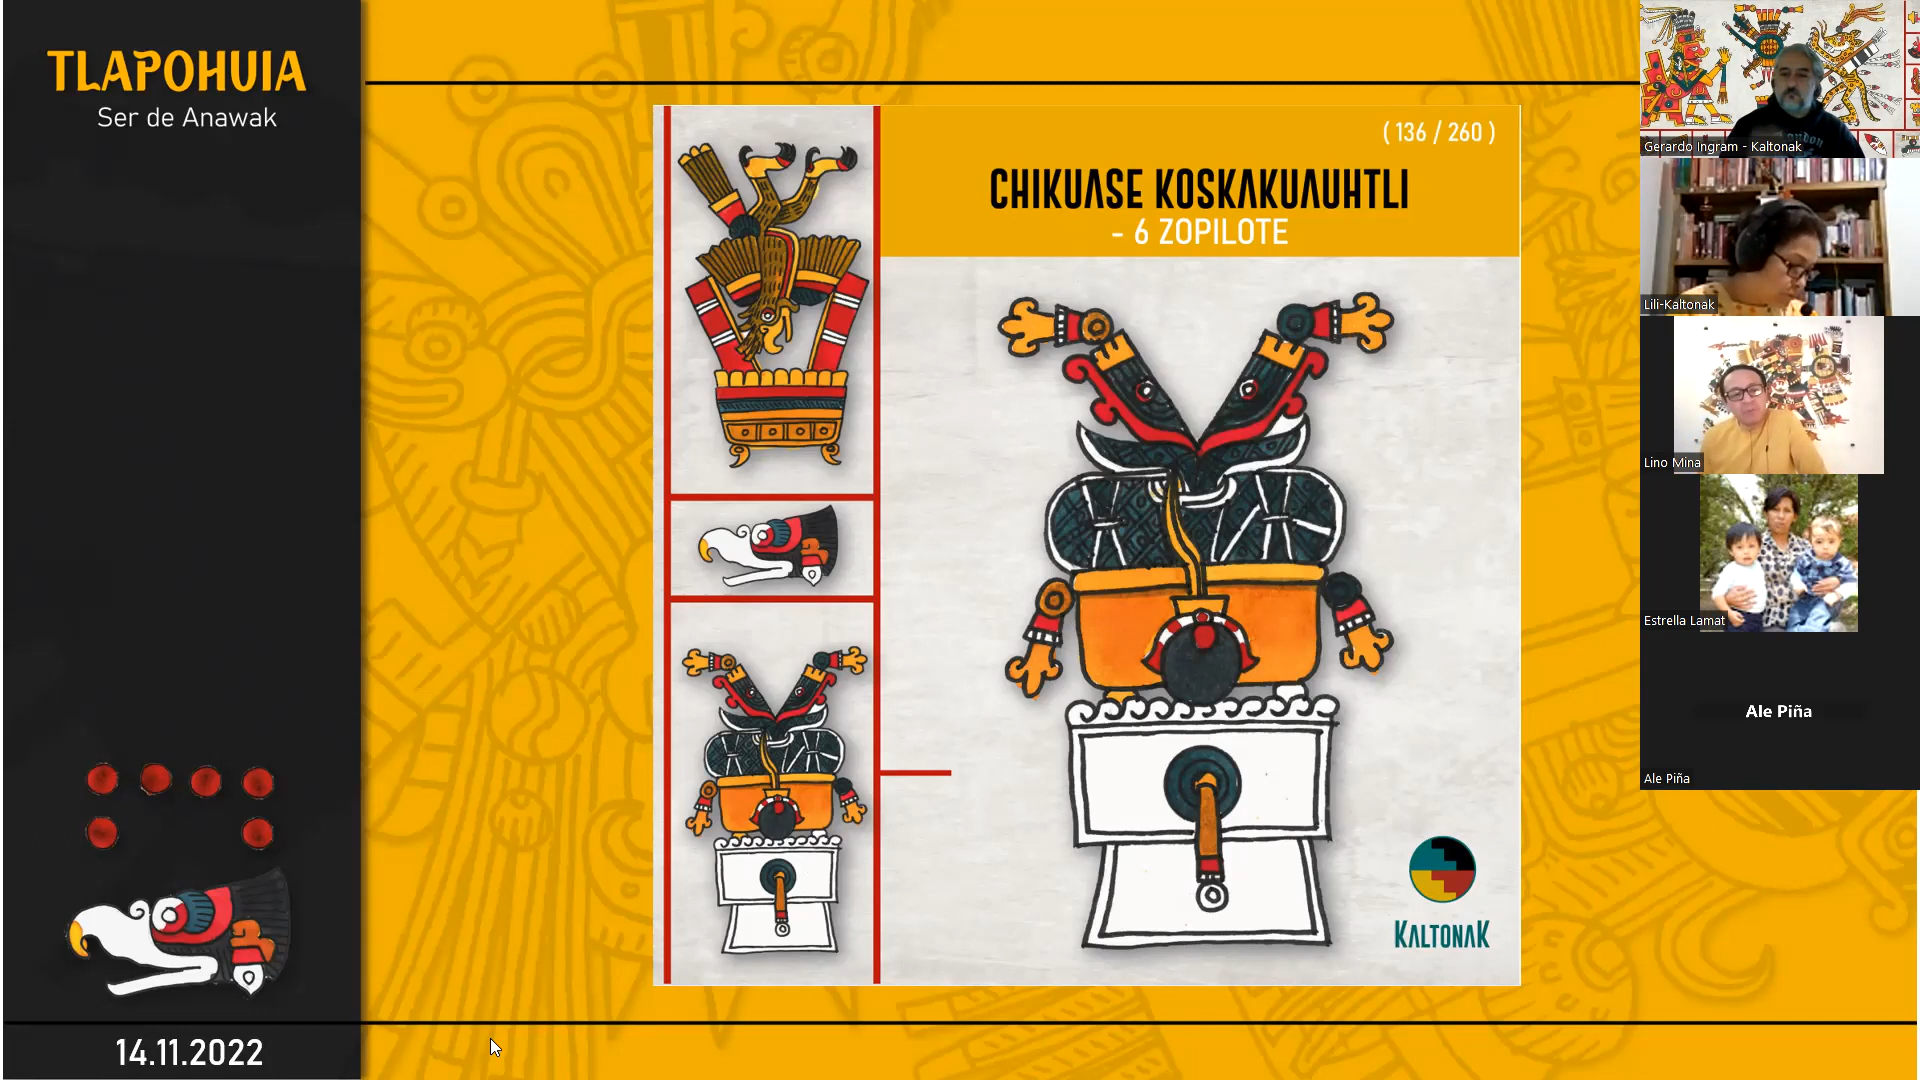 TLAPOHUIA
Ser de Anawak
14.11.2022
( 136 / 260 )
CHIKUASE KOSKAKUAUHTLI
- 6 ZOPILOTE
KALTONAK
Gerardo Ingram - Kaltonak
Lili-Kaltonak
Lino Mina
Estrella Lamat
Ale Piña
Ale Piña